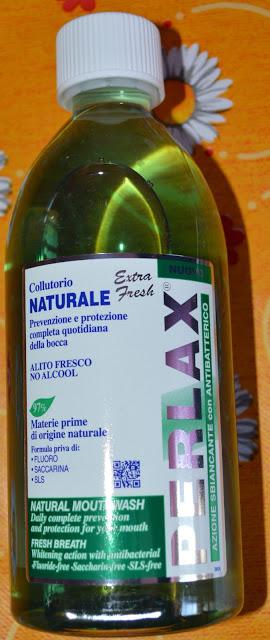 Collutorio
NATURALE
Extra
Fresh
Prevenzione e protezione
completa quotidiana
della bocca
ALITO FRESCO
NO ALCOOL
97%
Materie prime
di origine naturale
Formula priva di:
• FLUORO
• SACCARINA
• SLS
NATURAL MOUTHWASH
Daily complete prevention
and protection for your mouth
FRESH BREATH
Whitening action with antibacterial
-Fluoride-free -Saccharin-free -SLS-free
NUOVO
PERLAX®
AZIONE SBIANCANTE con ANTIBATTERICO